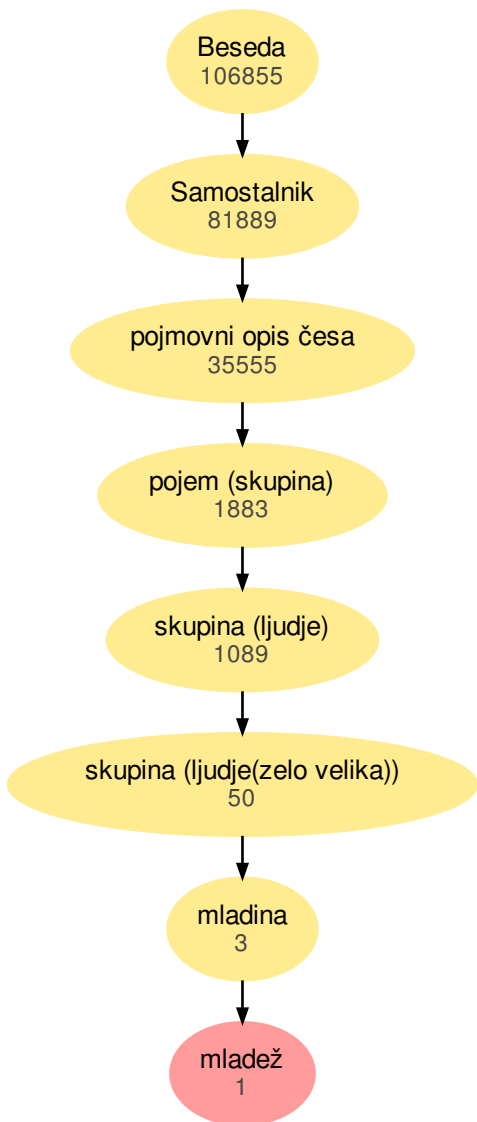 Beseda
106855
Samostalnik
81889
pojmovni opis česa
35555
pojem (skupina)
1883
skupina (ljudje)
1089
skupina (ljudje(zelo velika))
50
mladina
3
mladež
1